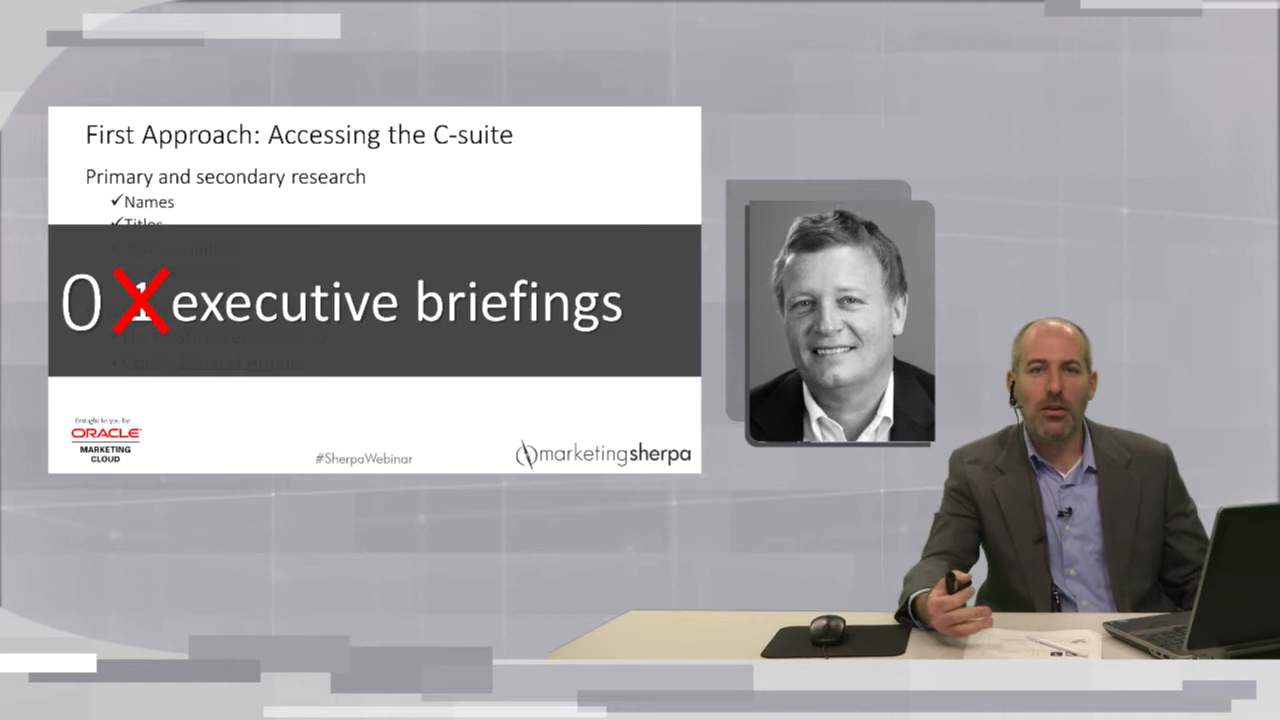 First Approach: Accessing the C-suite
Primary and secondary research
✓Names
✓Titles
0 1 executive briefings
Brought to you by:
ORACLE
MARKETING
CLOUD
#SherpaWebinar
marketingsherpa